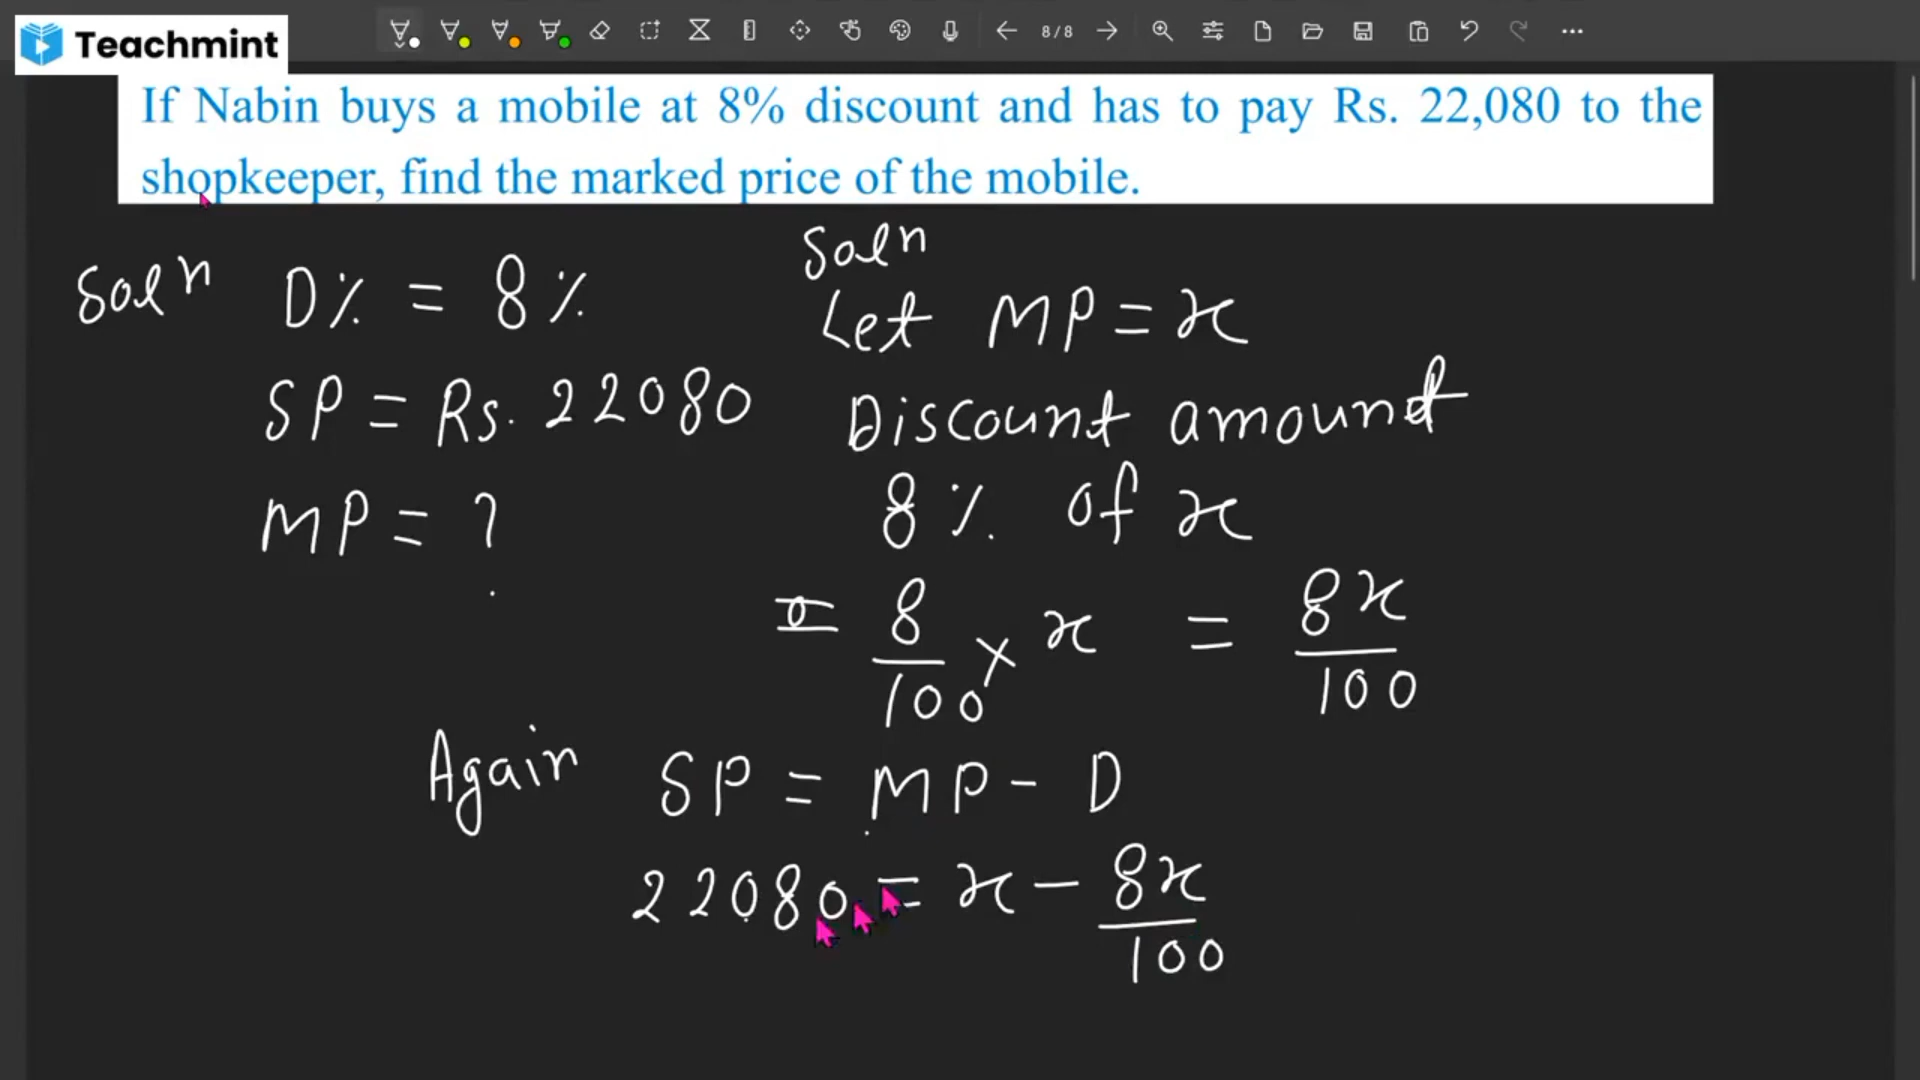 Teachmint
8/8
If Nabin buys a mobile at 8% discount and has to pay Rs. 22,080 to the
shopkeeper, find the marked price of the mobile.
Solⁿ D% = 8%
SP = Rs. 22080
MP = ?
Solⁿ
Let MP = x
Discount amount
8% of x
= 8/100 × x = 8x/100
Again SP = MP - D
22080 = x - 8x/100